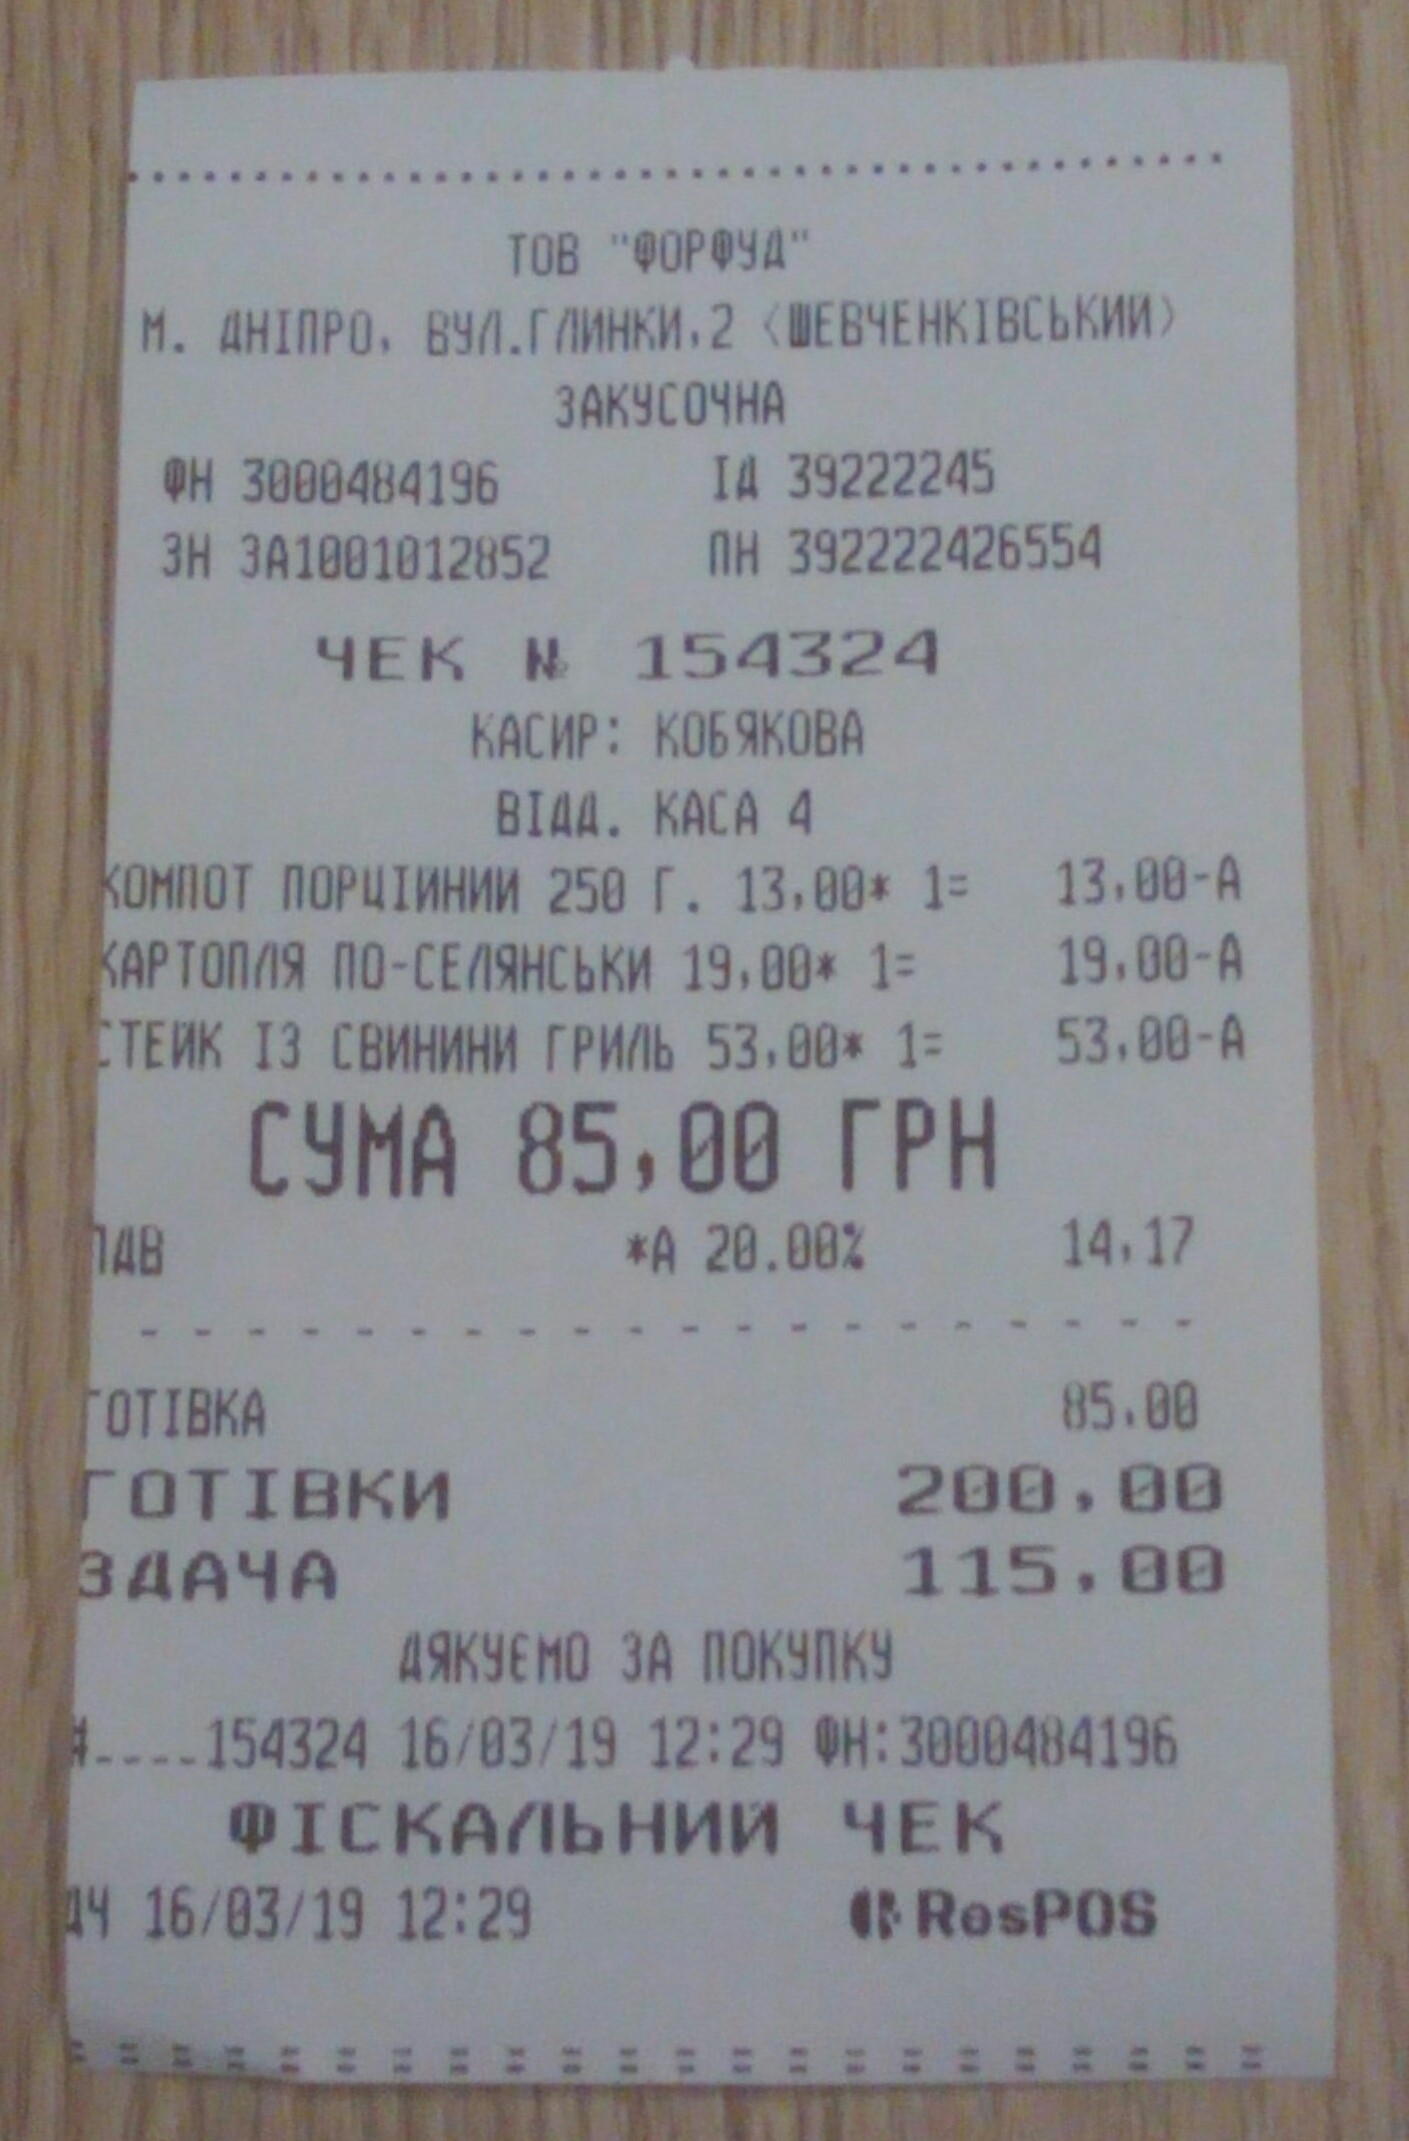 ТОВ "ФОРФУД"
М. ДНІПРО, ВУЛ.ГЛИНКИ,2 <ШЕВЧЕНКІВСЬКИЙ>
ЗАКУСОЧНА
ФН 3000484196 ІД 39222245
ЗН ЗА1001012852 ПН 392222426554
ЧЕК № 154324
КАСИР: КОБЯКОВА
ВІДД. КАСА 4
КОМПОТ ПОРЦІЙНИЙ 250 Г. 13,00* 1= 13,00-А
КАРТОПЛЯ ПО-СЕЛЯНСЬКИ 19,00* 1= 19,00-А
СТЕЙК ІЗ СВИНИНИ ГРИЛЬ 53,00* 1= 53,00-А
СУМА 85,00 ГРН
ПДВ *А 20.00% 14,17
ГОТІВКА 85,00
ГОТІВКИ 200,00
ЗДАЧА 115,00
ДЯКУЄМО ЗА ПОКУПКУ
#----154324 16/03/19 12:29 ФН:3000484196
ФІСКАЛЬНИЙ ЧЕК
ДЧ 16/03/19 12:29 ResPOS